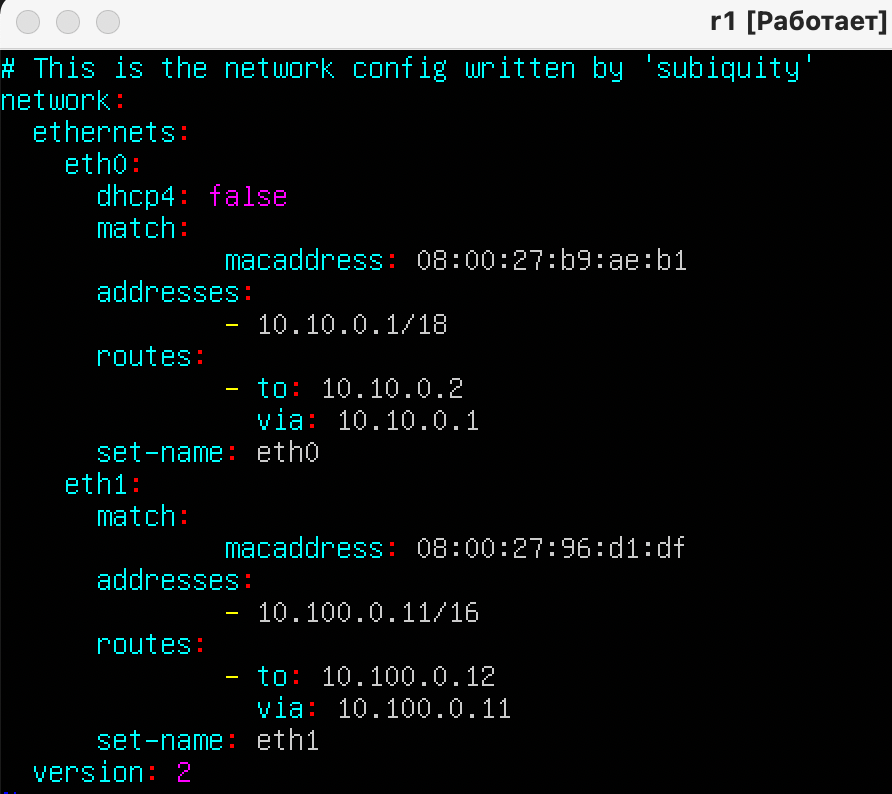 r1 [Работает]
# This is the network config written by 'subiquity'
network:
  ethernets:
    eth0:
      dhcp4: false
      match:
              macaddress: 08:00:27:b9:ae:b1
      addresses:
              - 10.10.0.1/18
      routes:
              - to: 10.10.0.2
                via: 10.10.0.1
      set-name: eth0
    eth1:
      match:
              macaddress: 08:00:27:96:d1:df
      addresses:
              - 10.100.0.11/16
      routes:
              - to: 10.100.0.12
                via: 10.100.0.11
      set-name: eth1
  version: 2